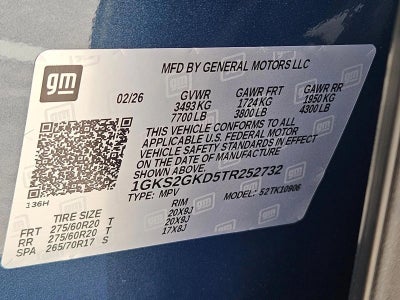 gm
MFD BY GENERAL MOTORS LLC
02/26 GVWR GAWR FRT GAWR RR
3493 KG 1724 KG 1950 KG
7700 LB 3800 LB 4300 LB
THIS VEHICLE CONFORMS TO ALL
APPLICABLE U.S. FEDERAL MOTOR
VEHICLE SAFETY STANDARDS IN EFFECT
ON THE DATE OF MANUFACTURE
SHOWN ABOVE.
1GKS2GKD5TR252732
TYPE: MPV MODEL: 52TK10906
136H
TIRE SIZE RIM
FRT 275/60R20 T 20X9J
RR 275/60R20 T 20X9J
SPA 265/70R17 S 17X8J